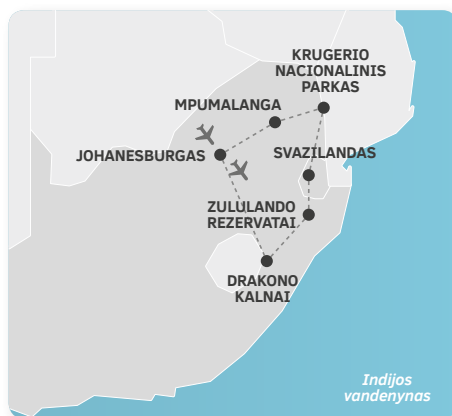 KRUGERIO
NACIONALINIS
PARKAS
MPUMALANGA
JOHANESBURGAS
SVAZILANDAS
ZULULANDO
REZERVATAI
DRAKONO
KALNAI
Indijos
vandenynas